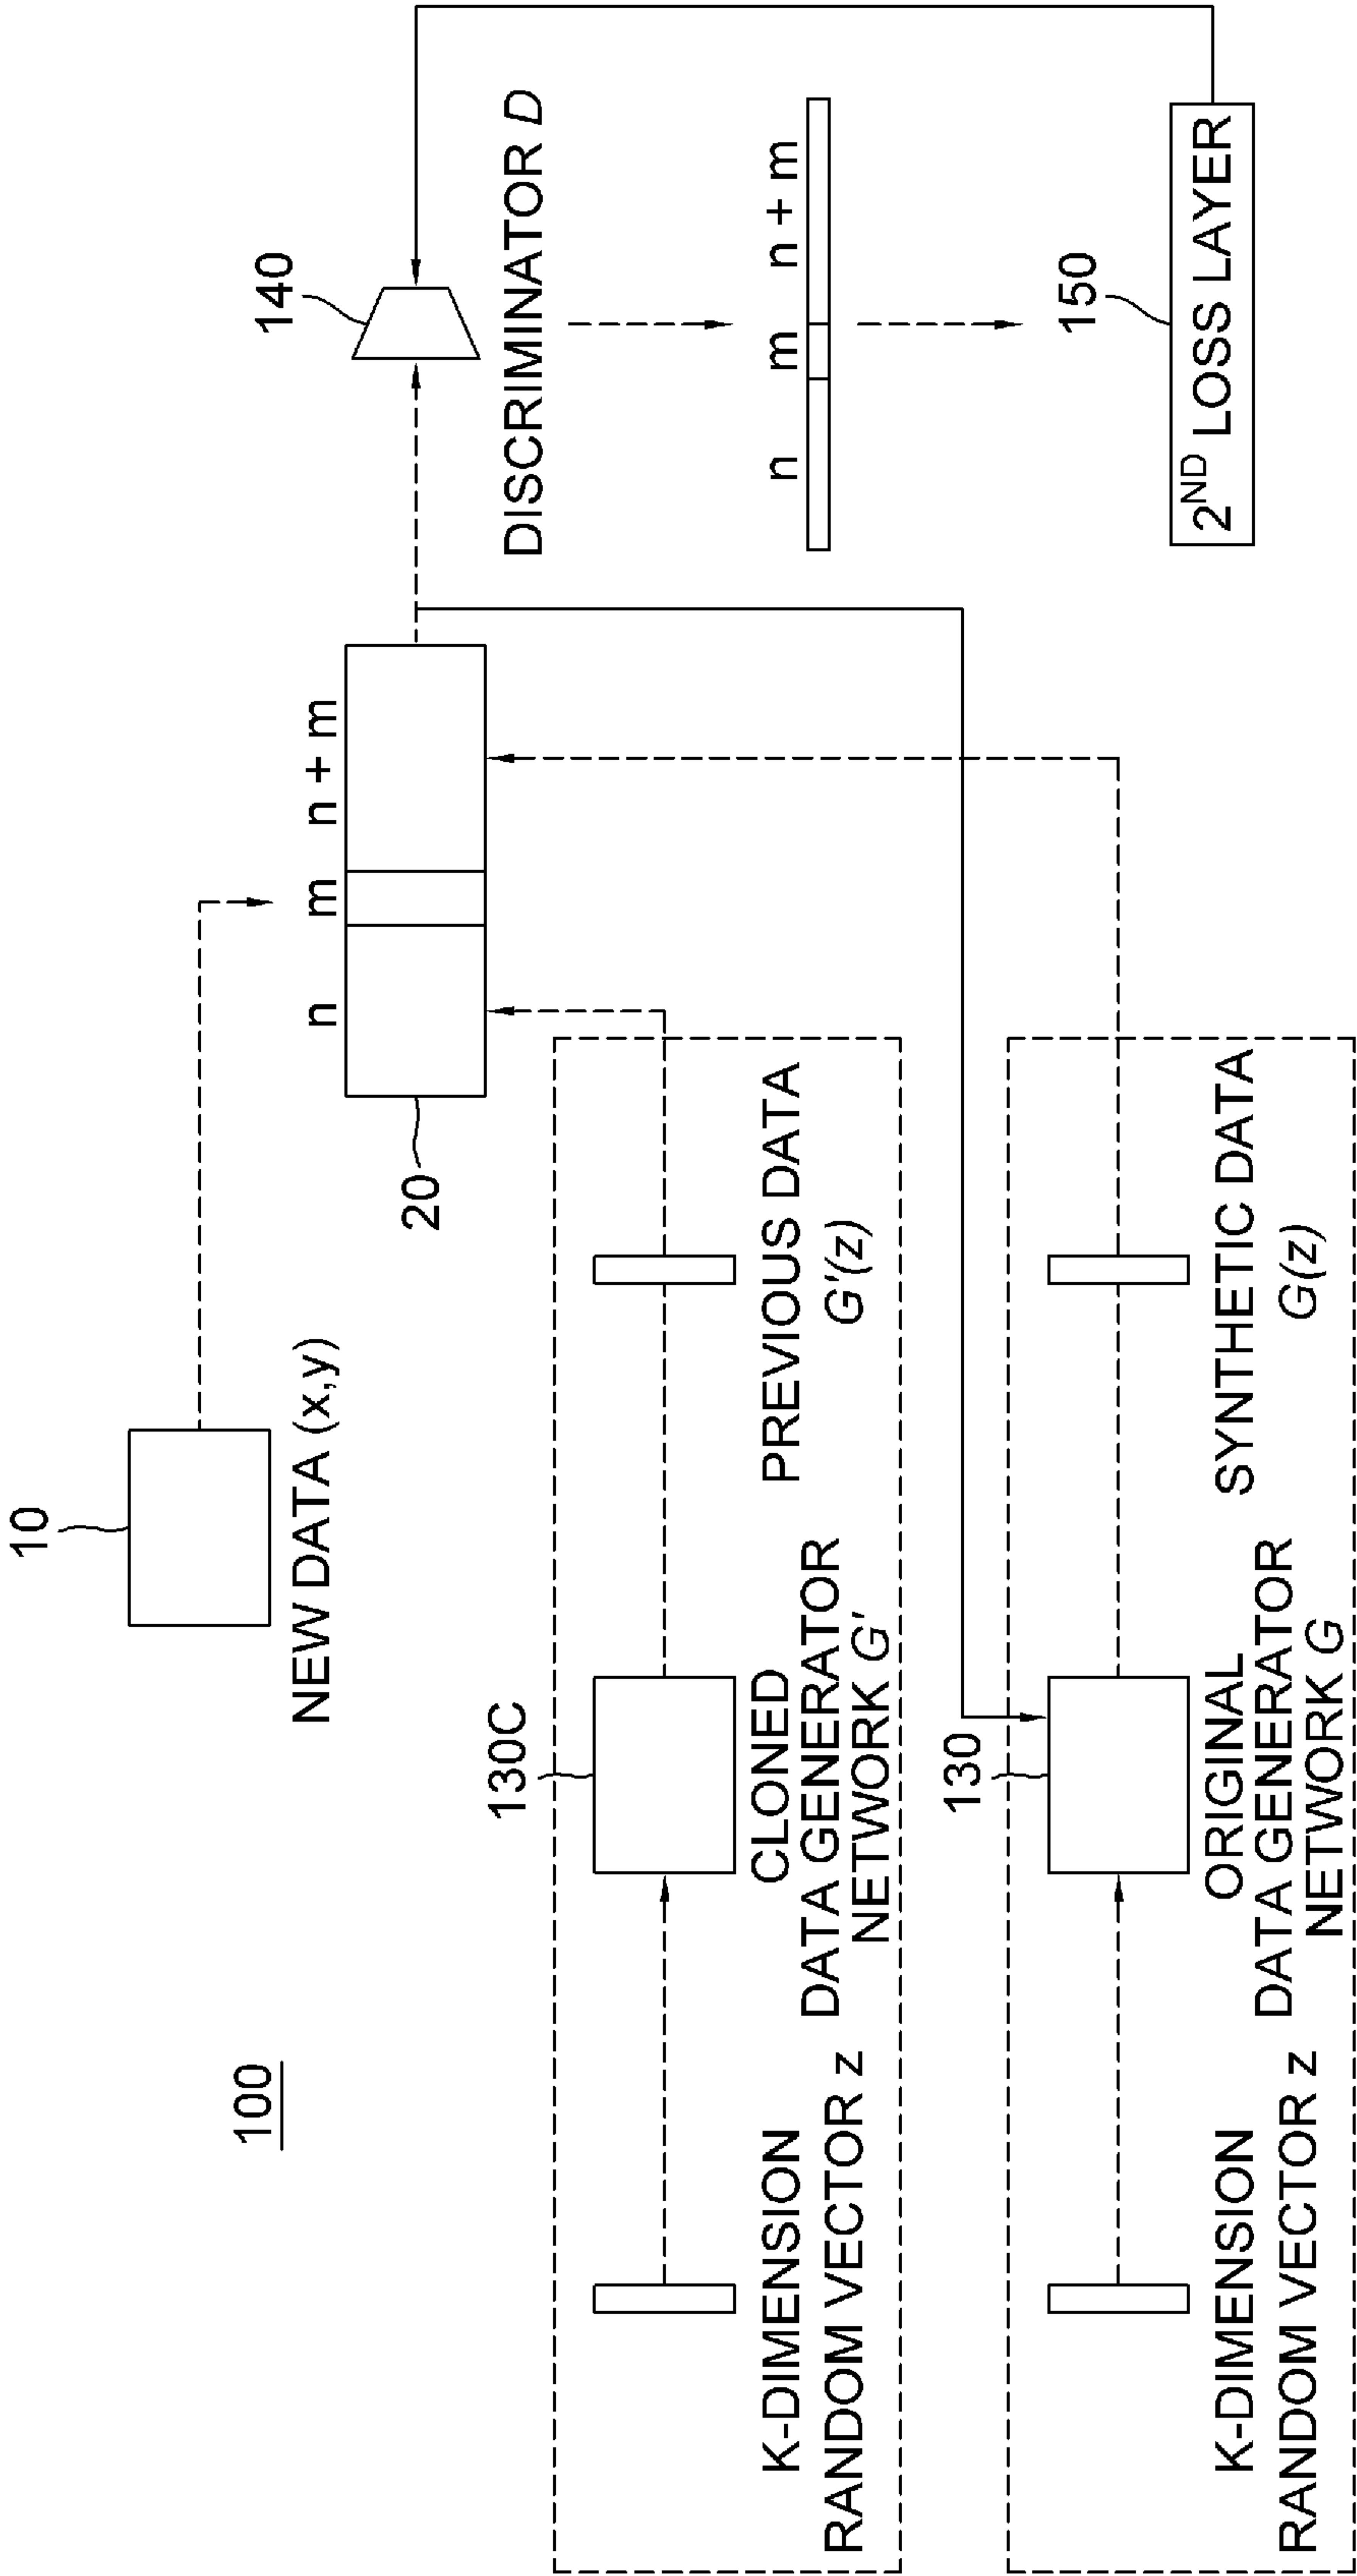 100
10
NEW DATA (x,y)
n m n + m
20
140
DISCRIMINATOR D
n m n + m
150
2ND LOSS LAYER
130C
K-DIMENSION
RANDOM VECTOR z
CLONED
DATA GENERATOR
NETWORK G'
PREVIOUS DATA
G'(z)
130
K-DIMENSION
RANDOM VECTOR z
ORIGINAL
DATA GENERATOR
NETWORK G
SYNTHETIC DATA
G(z)